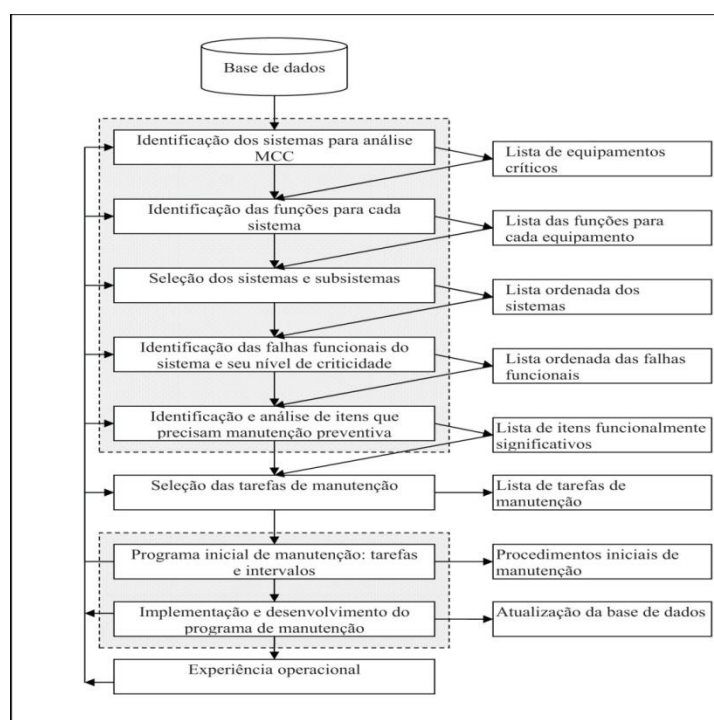 Base de dados
Identificação dos sistemas para análise
MCC
Lista de equipamentos
críticos
Identificação das funções para cada
sistema
Lista das funções para
cada equipamento
Seleção dos sistemas e subsistemas
Lista ordenada dos
sistemas
Identificação das falhas funcionais do
sistema e seu nível de criticidade
Lista ordenada das falhas
funcionais
Identificação e análise de itens que
precisam manutenção preventiva
Lista de itens funcionalmente
significativos
Seleção das tarefas de manutenção
Lista de tarefas de
manutenção
Programa inicial de manutenção: tarefas
e intervalos
Procedimentos iniciais de
manutenção
Implementação e desenvolvimento do
programa de manutenção
Atualização da base de dados
Experiência operacional